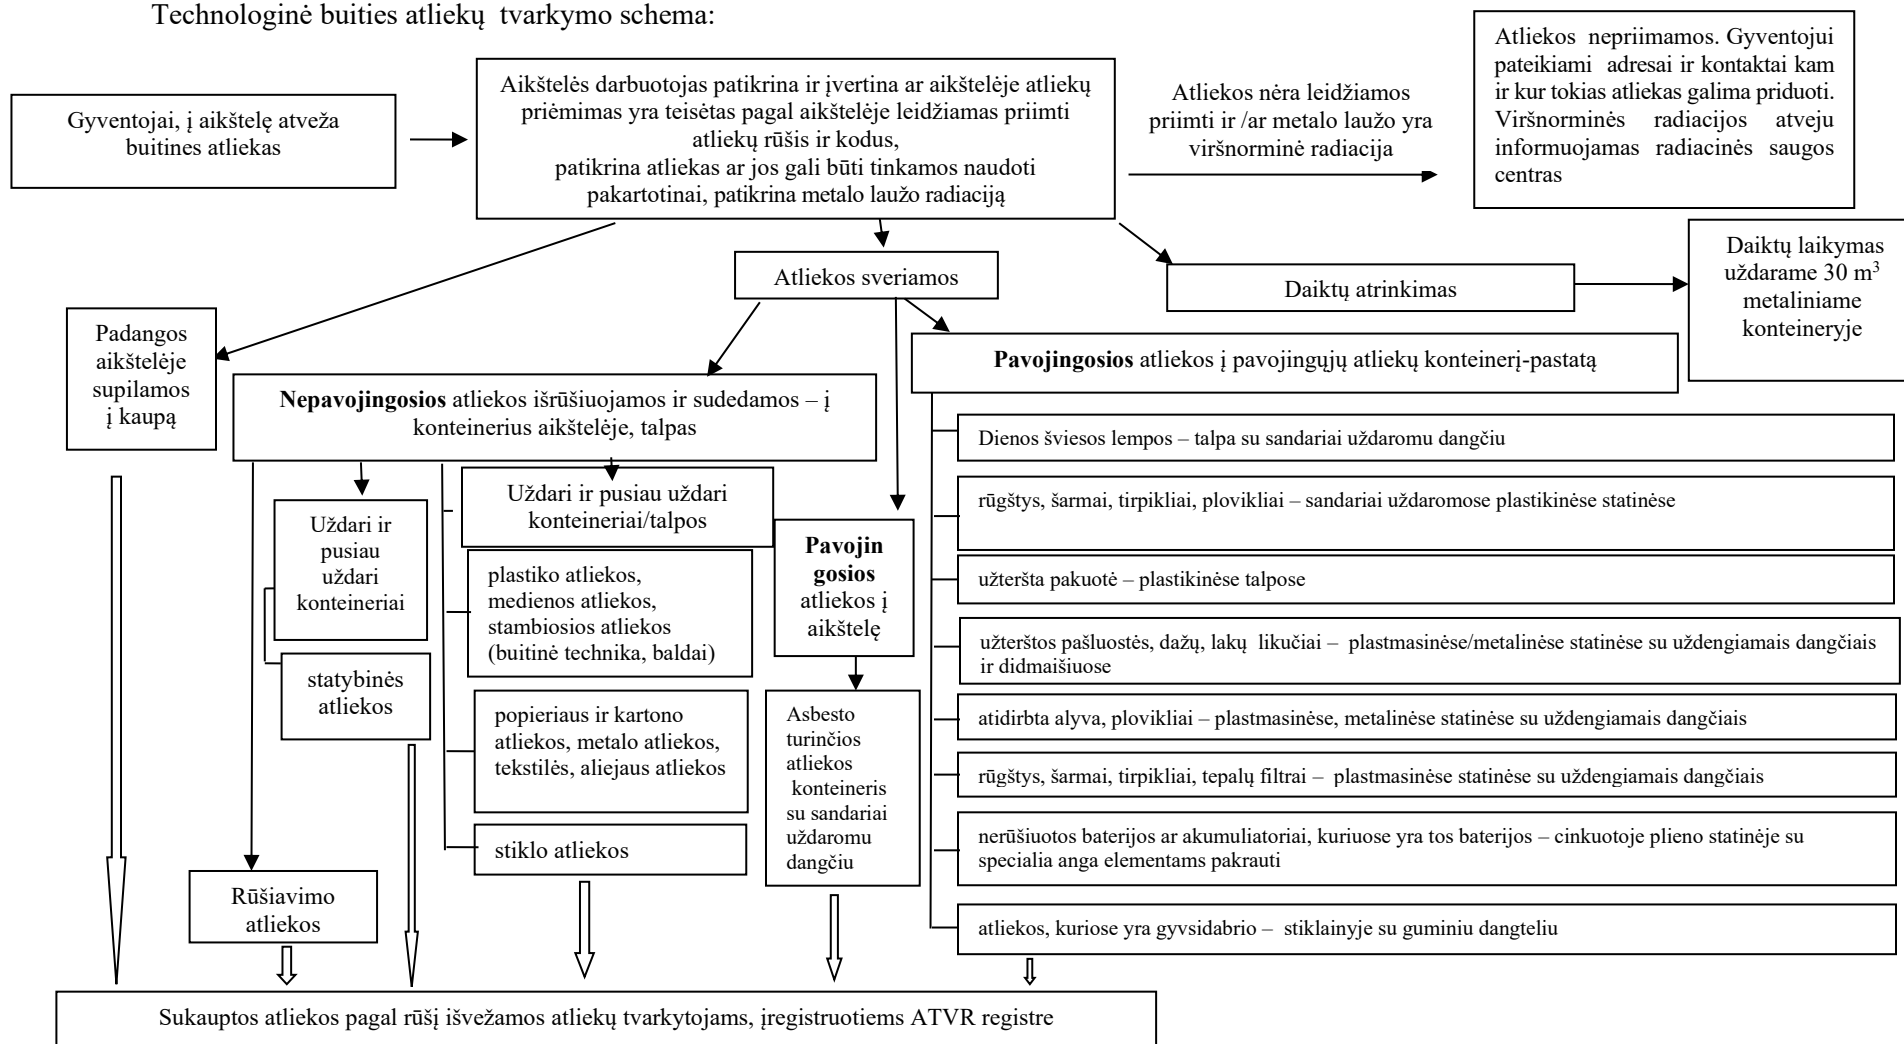 Technologinė buities atliekų tvarkymo schema:
Gyventojai, į aikštelę atveža
buitines atliekas
Aikštelės darbuotojas patikrina ir įvertina ar aikštelėje atliekų
priėmimas yra teisėtas pagal aikštelėje leidžiamas priimti
atliekų rūšis ir kodus,
patikrina atliekas ar jos gali būti tinkamos naudoti
pakartotinai, patikrina metalo laužo radiaciją
Atliekos nėra leidžiamos
priimti ir /ar metalo laužo yra
viršnorminė radiacija
Atliekos nepriimamos. Gyventojui
pateikiami adresai ir kontaktai kam
ir kur tokias atliekas galima priduoti.
Viršnorminės radiacijos atveju
informuojamas radiacinės saugos
centras
Atliekos sveriamos
Daiktų atrinkimas
Daiktų laikymas
uždarame 30 m³
metaliniame
konteineryje
Padangos
aikštelėje
supilamos
į kaupą
Nepavojingosios atliekos išrūšiuojamos ir sudedamos – į
konteinerius aikštelėje, talpas
Pavojingosios atliekos į pavojingųjų atliekų konteinerį-pastatą
Uždari ir
pusiau
uždari
konteineriai
statybinės
atliekos
Rūšiavimo
atliekos
Uždari ir pusiau uždari
konteineriai/talpos
plastiko atliekos,
medienos atliekos,
stambiosios atliekos
(buitinė technika, baldai)
popieriaus ir kartono
atliekos, metalo atliekos,
tekstilės, aliejaus atliekos
stiklo atliekos
Pavojin
gosios
atliekos į
aikštelę
Asbesto
turinčios
atliekos
konteineris
su sandariai
uždaromu
dangčiu
Dienos šviesos lempos – talpa su sandariai uždaromu dangčiu
rūgštys, šarmai, tirpikliai, plovikliai – sandariai uždaromose plastikinėse statinėse
užteršta pakuotė – plastikinėse talpose
užterštos pašluostės, dažų, lakų likučiai – plastmasinėse/metalinėse statinėse su uždengiamais dangčiais
ir didmaišiuose
atidirbta alyva, plovikliai – plastmasinėse, metalinėse statinėse su uždengiamais dangčiais
rūgštys, šarmai, tirpikliai, tepalų filtrai – plastmasinėse statinėse su uždengiamais dangčiais
nerūšiuotos baterijos ar akumuliatoriai, kuriuose yra tos baterijos – cinkuotoje plieno statinėje su
specialia anga elementams pakrauti
atliekos, kuriose yra gyvsidabrio – stiklainyje su guminiu dangteliu
Sukauptos atliekos pagal rūšį išvežamos atliekų tvarkytojams, įregistruotiems ATVR registre